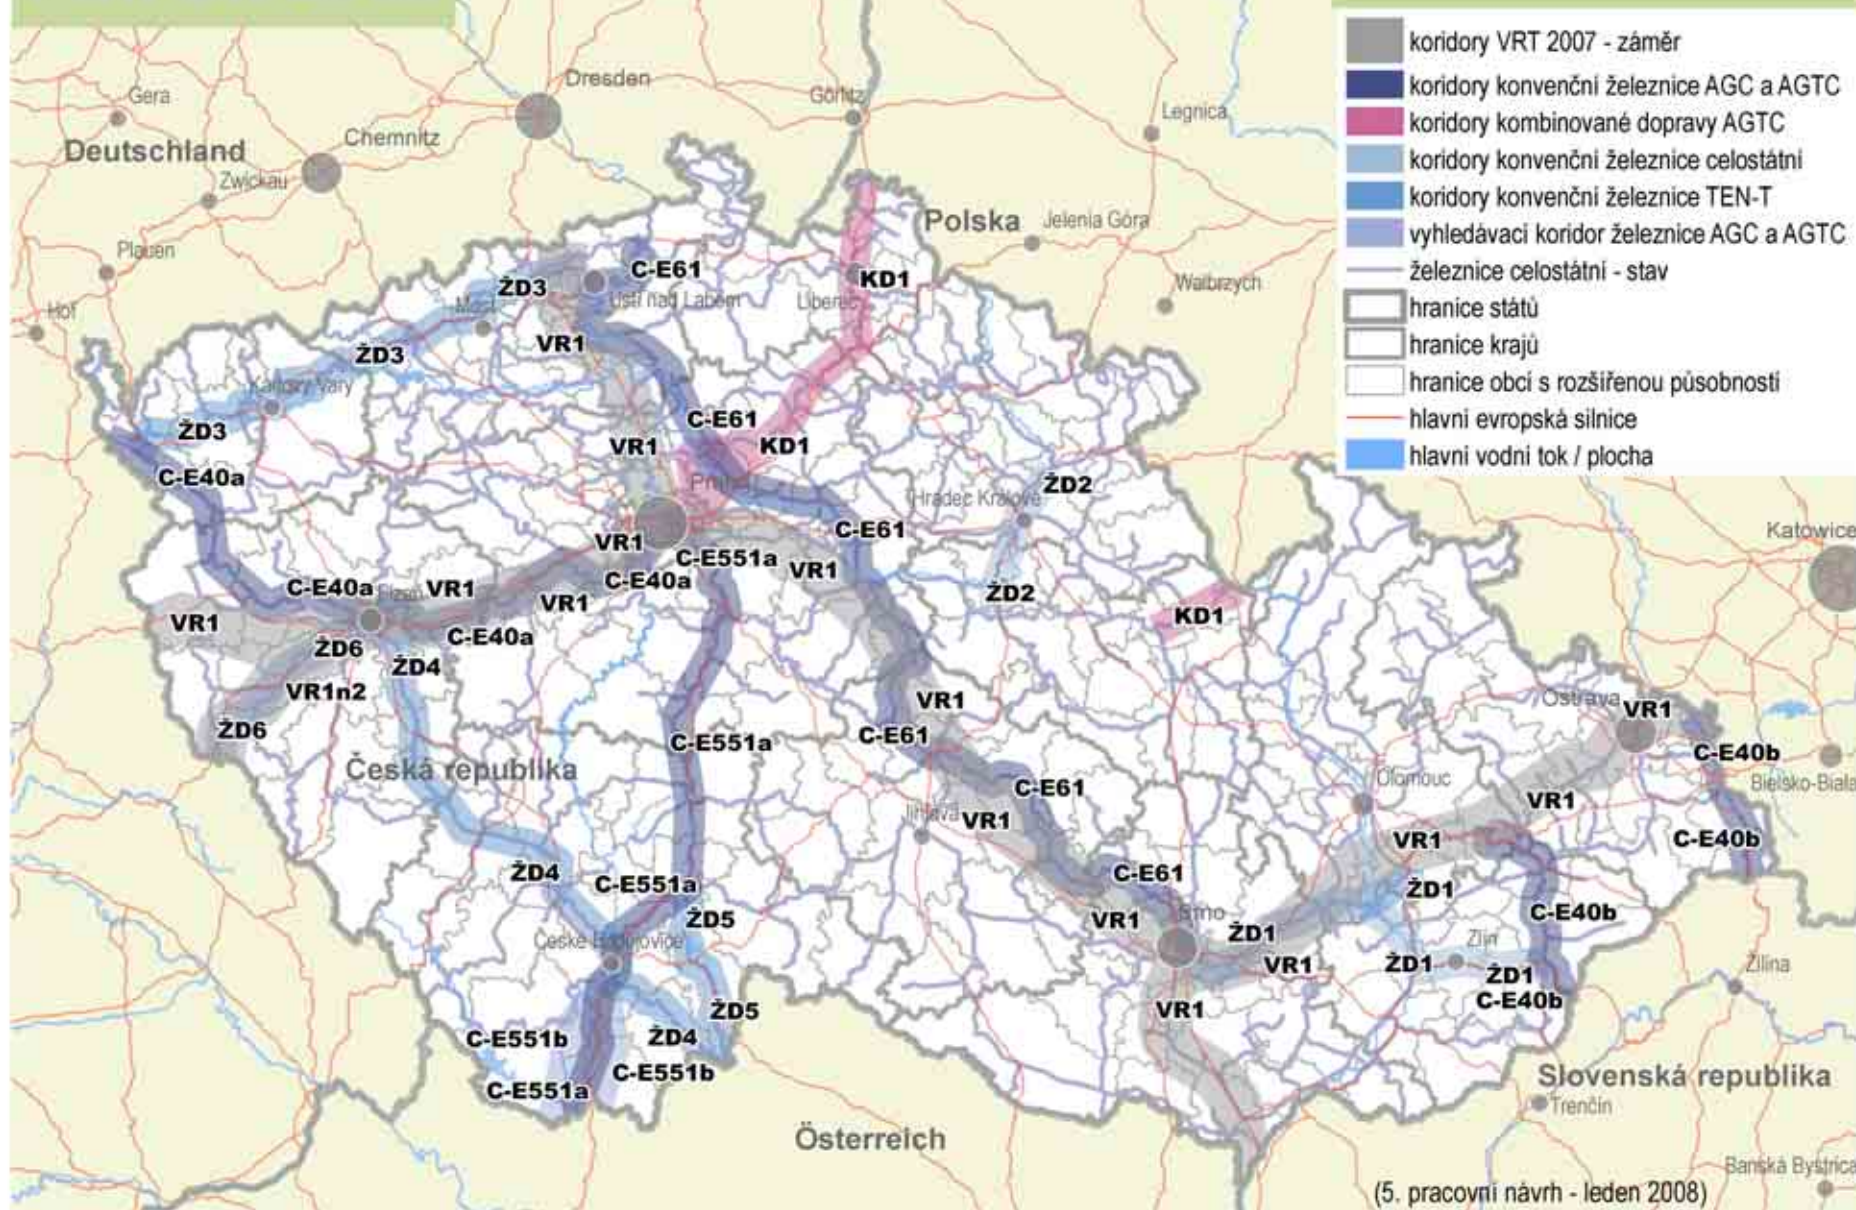 koridory VRT 2007 - záměr
koridory konvenční železnice AGC a AGTC
koridory kombinované dopravy AGTC
koridory konvenční železnice celostátní
koridory konvenční železnice TEN-T
vyhledávací koridor železnice AGC a AGTC
železnice celostátní - stav
hranice států
hranice krajů
hranice obcí s rozšířenou působností
hlavní evropská silnice
hlavní vodní tok / plocha
Dresden
Gera
Görlitz
Legnica
Chemnitz
Deutschland
Zwickau
Polska
Jelenia Góra
Plauen
C-E61
KD1
Wałbrzych
ŽD3
Ústí nad Labem
Liberec
Most
Hof
VR1
ŽD3
Karlovy Vary
C-E61
ŽD3
VR1
KD1
C-E40a
Praha
ŽD2
Hradec Králové
C-E61
Katowice
VR1
C-E551a
VR1
C-E40a
C-E40a
Plzeň
VR1
VR1
ŽD2
VR1
KD1
C-E40a
ŽD6
ŽD4
VR1n2
VR1
Ostrava
VR1
ŽD6
C-E61
C-E551a
C-E40b
Česká republika
Olomouc
Bielsko-Biała
C-E61
VR1
Jihlava
VR1
VR1
C-E40b
ŽD4
C-E61
C-E551a
ŽD1
ŽD5
VR1
Brno
C-E40b
ŽD1
České Budějovice
Zlín
VR1
ŽD1
ŽD1
Žilina
C-E40b
ŽD5
VR1
C-E551b
ŽD4
C-E551b
Slovenská republika
C-E551a
Trenčín
Österreich
Banská Bystrica
(5. pracovní návrh - leden 2008)